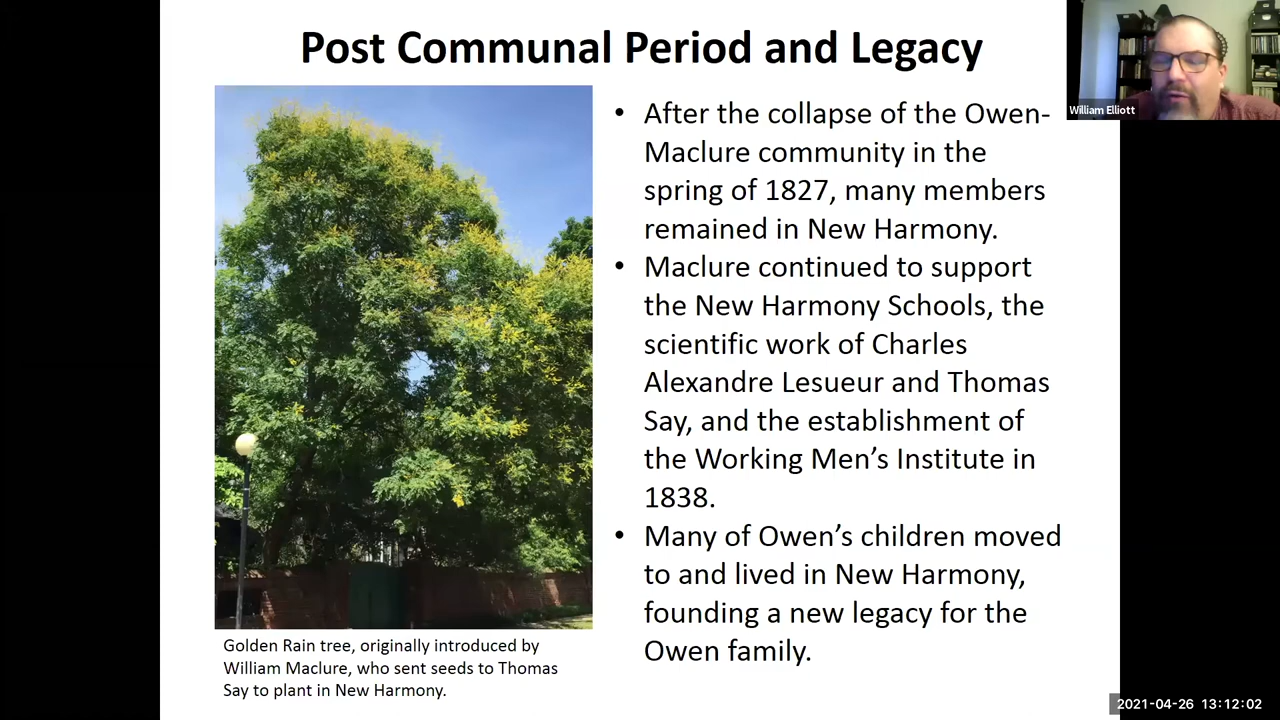 Post Communal Period and Legacy
William Elliott
• After the collapse of the Owen-
Maclure community in the
spring of 1827, many members
remained in New Harmony.
• Maclure continued to support
the New Harmony Schools, the
scientific work of Charles
Alexandre Lesueur and Thomas
Say, and the establishment of
the Working Men’s Institute in
1838.
• Many of Owen’s children moved
to and lived in New Harmony,
founding a new legacy for the
Owen family.
Golden Rain tree, originally introduced by
William Maclure, who sent seeds to Thomas
Say to plant in New Harmony.
2021-04-26 13:12:02